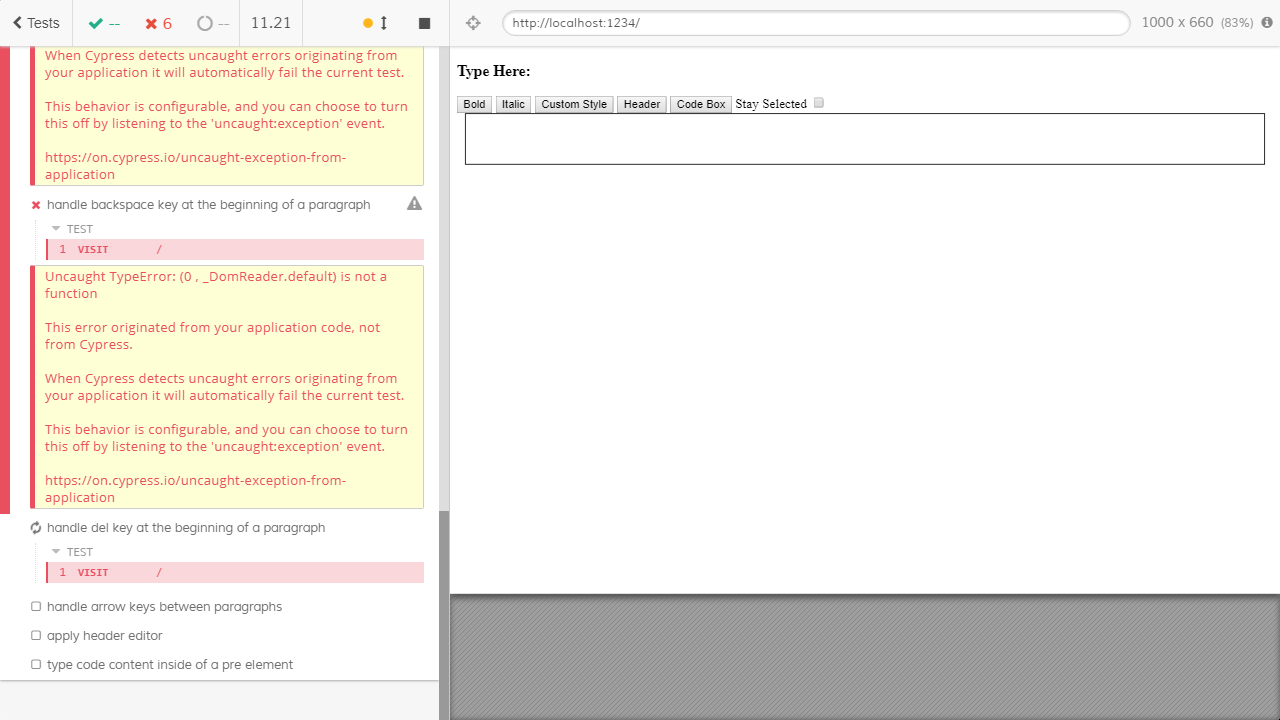 Tests
--
6
--
11.21
http://localhost:1234/
1000 x 660 (83%)
When Cypress detects uncaught errors originating from
your application it will automatically fail the current test.
This behavior is configurable, and you can choose to turn
this off by listening to the 'uncaught:exception' event.
https://on.cypress.io/uncaught-exception-from-
application
handle backspace key at the beginning of a paragraph
TEST
1 VISIT /
Uncaught TypeError: (0 , _DomReader.default) is not a
function
This error originated from your application code, not
from Cypress.
When Cypress detects uncaught errors originating from
your application it will automatically fail the current test.
This behavior is configurable, and you can choose to turn
this off by listening to the 'uncaught:exception' event.
https://on.cypress.io/uncaught-exception-from-
application
handle del key at the beginning of a paragraph
TEST
1 VISIT /
handle arrow keys between paragraphs
apply header editor
type code content inside of a pre element
Type Here:
Bold Italic Custom Style Header Code Box Stay Selected